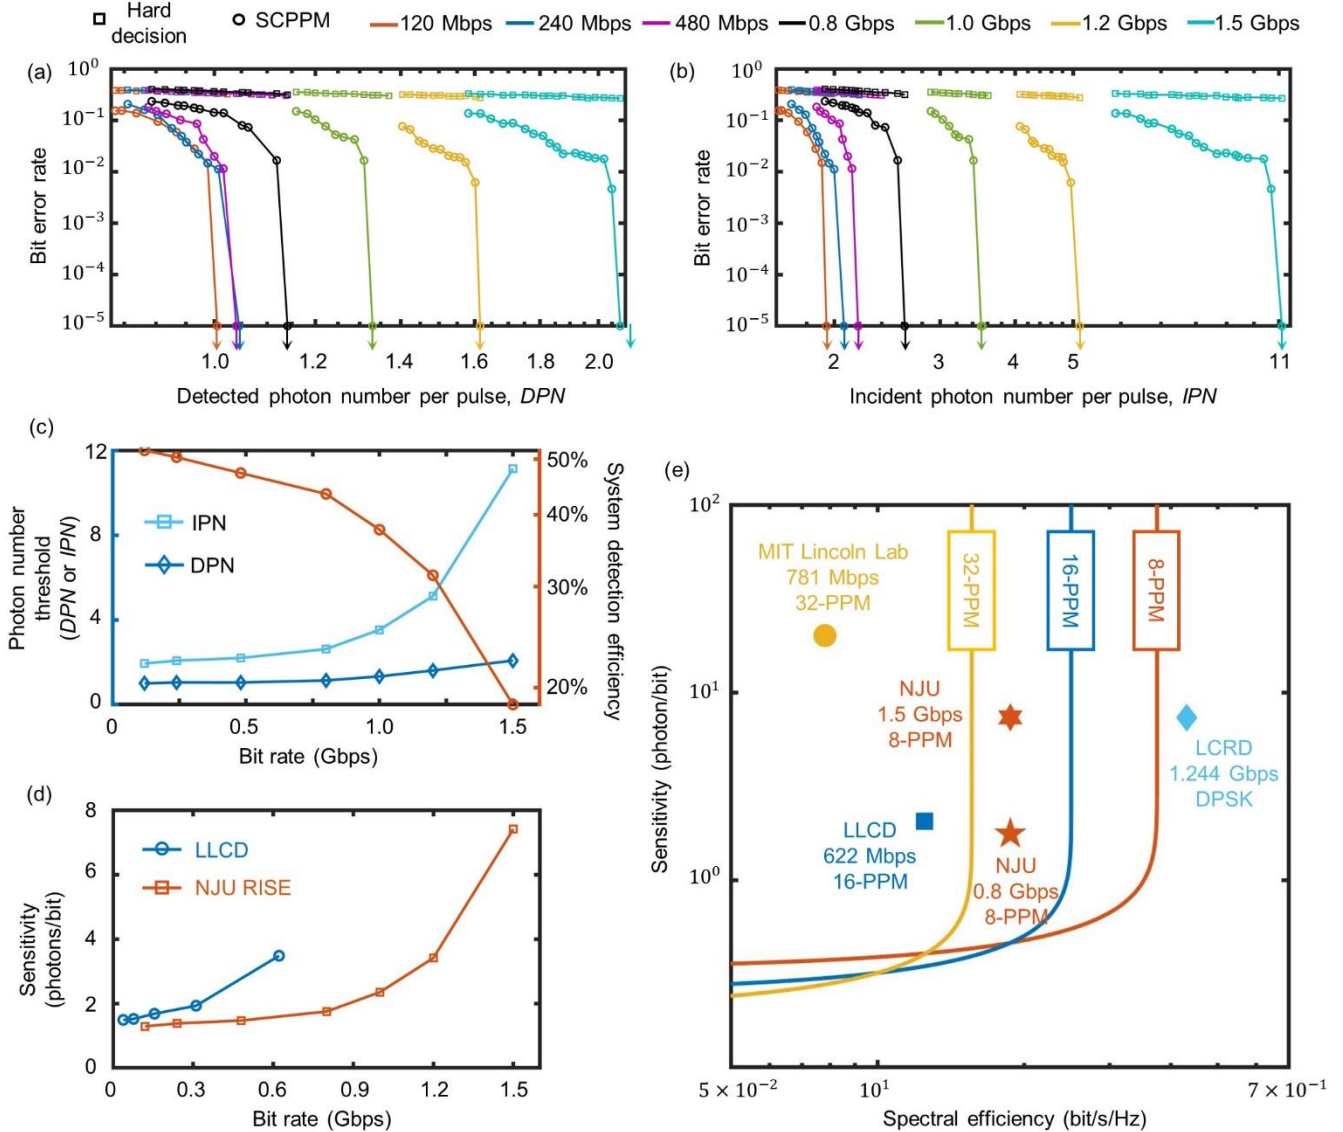 Hard decision
SCPPM
120 Mbps
240 Mbps
480 Mbps
0.8 Gbps
1.0 Gbps
1.2 Gbps
1.5 Gbps
(a)
10^0
10^-1
10^-2
10^-3
10^-4
10^-5
Bit error rate
1.0
1.2
1.4
1.6
1.8
2.0
Detected photon number per pulse, DPN
(b)
10^0
10^-1
10^-2
10^-3
10^-4
10^-5
Bit error rate
2
3
4
5
11
Incident photon number per pulse, IPN
(c)
12
8
4
0
Photon number
threshold
(DPN or IPN)
IPN
DPN
50%
40%
30%
20%
System detection
efficiency
0
0.5
1.0
1.5
Bit rate (Gbps)
(d)
8
6
4
2
0
Sensitivity
(photons/bit)
LLCD
NJU RISE
0
0.3
0.6
0.9
1.2
1.5
Bit rate (Gbps)
(e)
10^2
10^1
10^0
Sensitivity (photon/bit)
MIT Lincoln Lab
781 Mbps
32-PPM
32-PPM
16-PPM
8-PPM
NJU
1.5 Gbps
8-PPM
LCRD
1.244 Gbps
DPSK
LLCD
622 Mbps
16-PPM
NJU
0.8 Gbps
8-PPM
5 × 10^-2
10^1
7 × 10^-1
Spectral efficiency (bit/s/Hz)